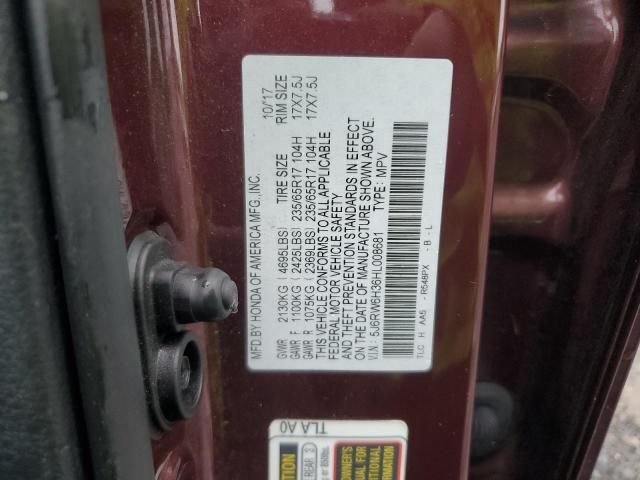 MFD.BY HONDA OF AMERICA MFG.,INC. 10/17
GVWR 2130KG (4695LBS) TIRE SIZE RIM SIZE
GAWR F 1100KG (2425LBS) 235/65R17 104H 17X7.5J
GAWR R 1075KG (2369LBS) 235/65R17 104H 17X7.5J
THIS VEHICLE CONFORMS TO ALL APPLICABLE
FEDERAL MOTOR VEHICLE SAFETY
AND THEFT PREVENTION STANDARDS IN EFFECT
ON THE DATE OF MANUFACTURE SHOWN ABOVE.
V.I.N.: 5J6RW6H36HL008681 TYPE: MPV
TLC H AA5 - R548PX - B - L
TLA A0
REAR 3
OWNER'S